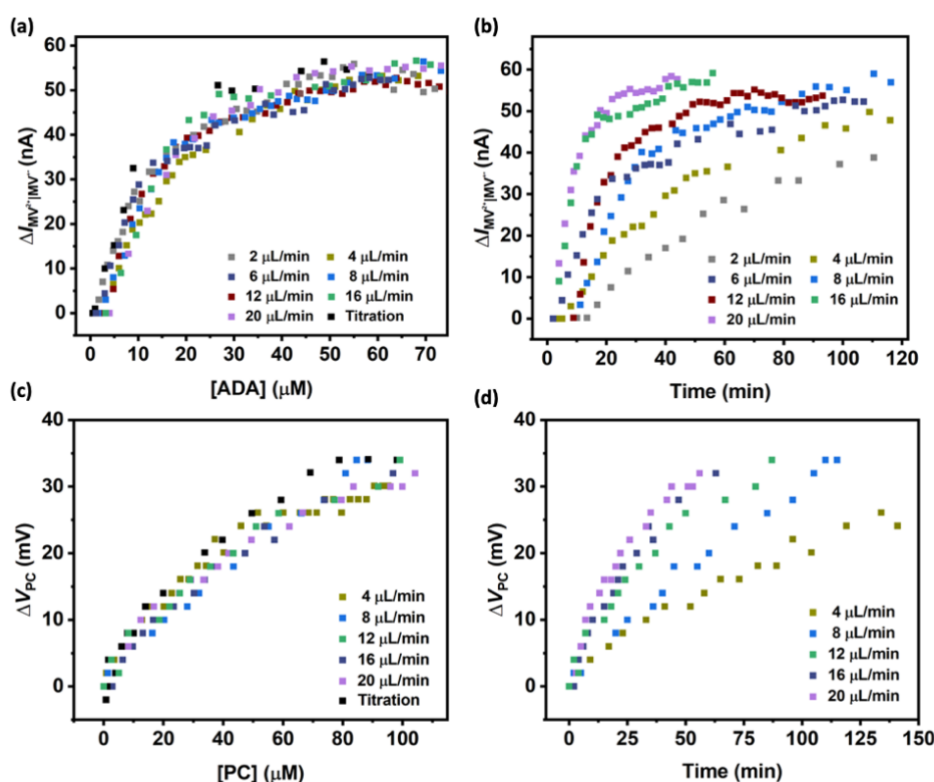 (a)
60
50
40
30
20
10
0
ΔI_MV²⁺|MV⁺⁻ (nA)
2 μL/min 4 μL/min
6 μL/min 8 μL/min
12 μL/min 16 μL/min
20 μL/min Titration
0 10 20 30 40 50 60 70
[ADA] (μM)
(b)
70
60
50
40
30
20
10
0
(nA)
2 μL/min 4 μL/min
6 μL/min 8 μL/min
12 μL/min 16 μL/min
20 μL/min
0 20 40 60 80 100 120
Time (min)
(c)
40
30
20
10
0
ΔV_PC (mV)
4 μL/min
8 μL/min
12 μL/min
16 μL/min
20 μL/min
Titration
0 20 40 60 80 100
[PC] (μM)
(d)
40
30
20
10
0
ΔV_PC (mV)
4 μL/min
8 μL/min
12 μL/min
16 μL/min
20 μL/min
0 25 50 75 100 125 150
Time (min)